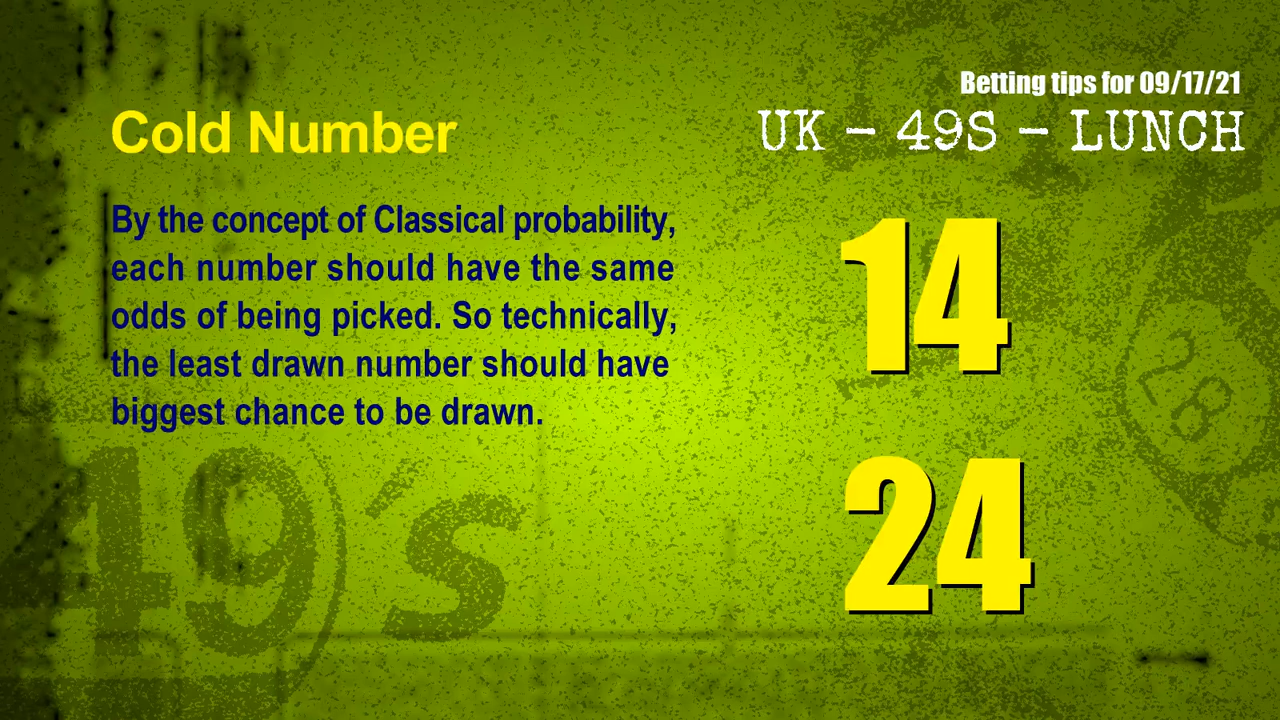 Betting tips for 09/17/21
UK - 49S - LUNCH
Cold Number
By the concept of Classical probability,
each number should have the same
odds of being picked. So technically,
the least drawn number should have
biggest chance to be drawn.
14
24
28
49's